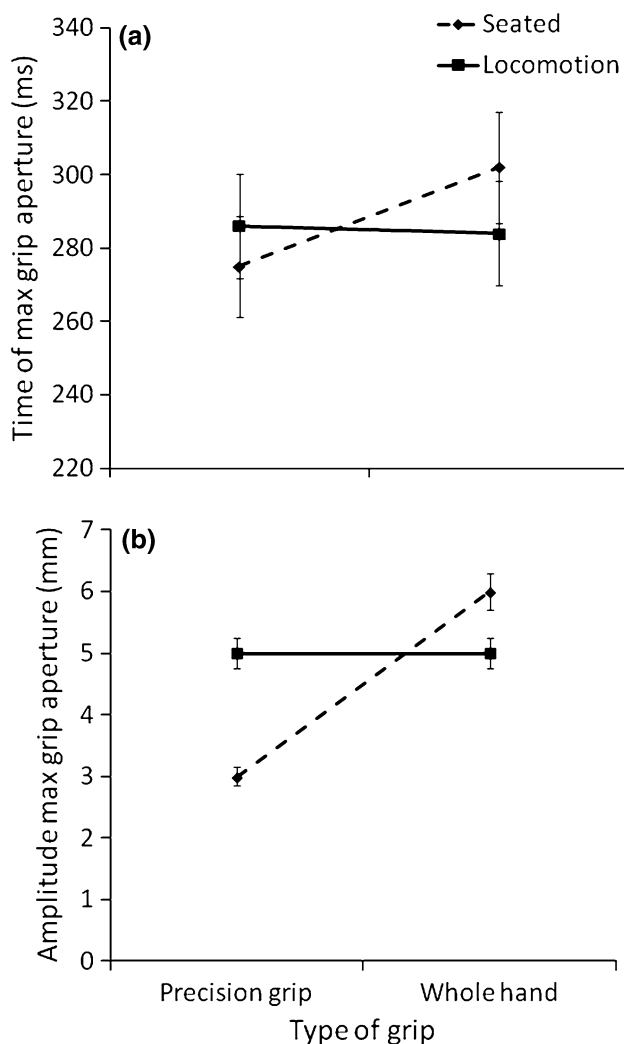 (a)
Seated
Locomotion
Time of max grip aperture (ms)
340
320
300
280
260
240
220
(b)
Amplitude max grip aperture (mm)
7
6
5
4
3
2
1
0
Precision grip
Whole hand
Type of grip